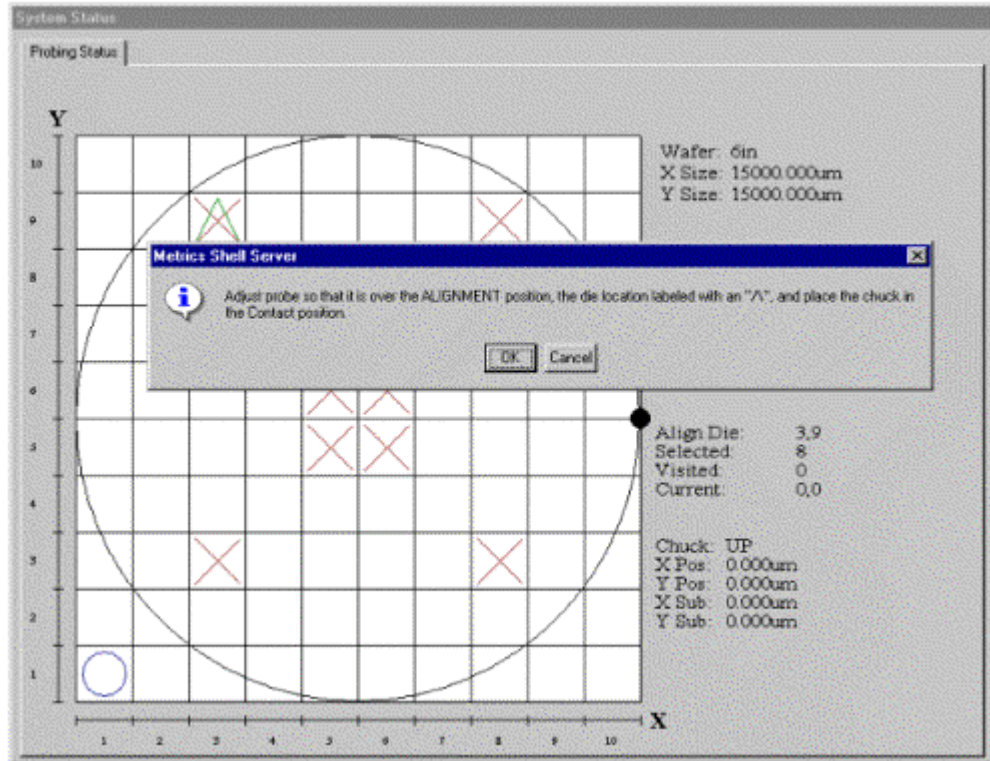 System Status
Probing Status
Y
10
Wafer: 6in
X Size: 15000.000um
Y Size: 15000.000um
9
Metrics Shell Server
8
Adjust probe so that it is over the ALIGNMENT position, the die location labeled with an "/\", and place the chuck in
the Contact position.
7
OK Cancel
6
Align Die: 3,9
5
Selected: 8
Visited: 0
Current: 0,0
4
Chuck: UP
3
X Pos: 0.000um
Y Pos: 0.000um
X Sub: 0.000um
2
Y Sub: 0.000um
1
X
1 2 3 4 5 6 7 8 9 10